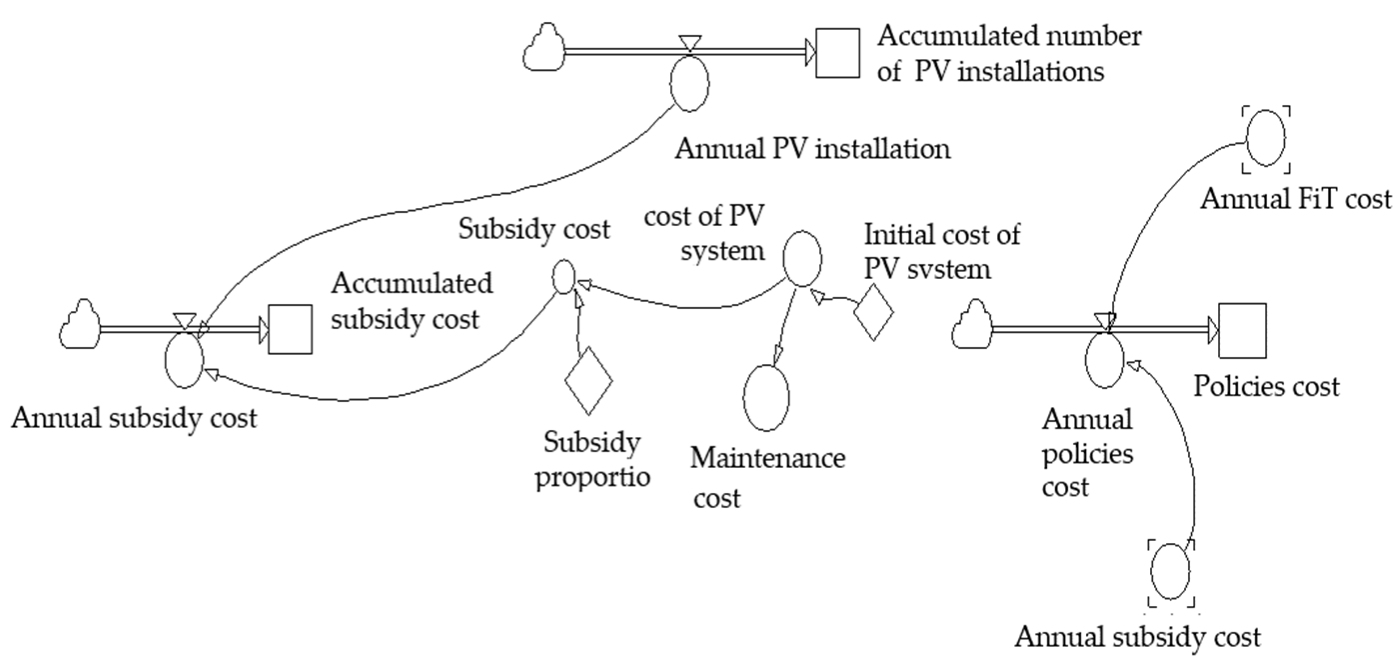 Accumulated number
of PV installations
Annual PV installation
Annual FiT cost
Subsidy cost
cost of PV
system
Initial cost of
PV system
Accumulated
subsidy cost
Annual subsidy cost
Subsidy
proportio
Maintenance
cost
Policies cost
Annual
policies
cost
Annual subsidy cost